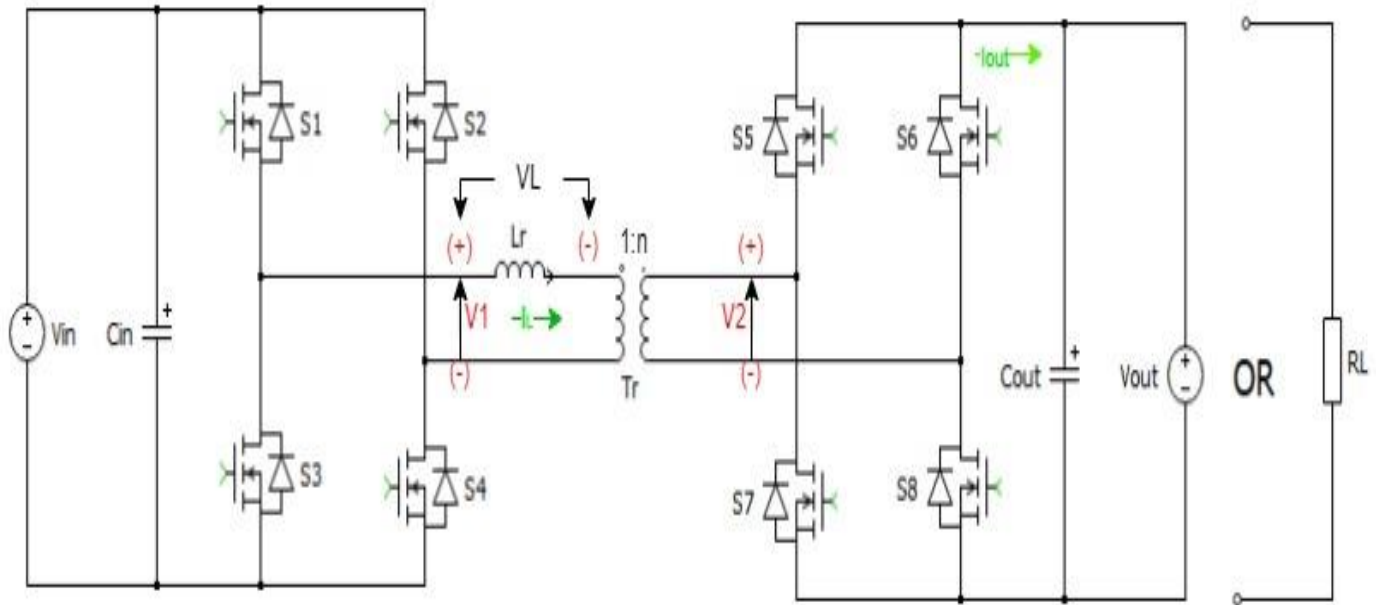 S1
S2
S3
S4
Vin
Cin
+
-
+
VL
(+)
(-)
Lr
1:n
V1
IL
(-)
Tr
(+)
V2
(-)
S5
S6
S7
S8
-Iout
Cout
+
Vout
+
-
OR
RL